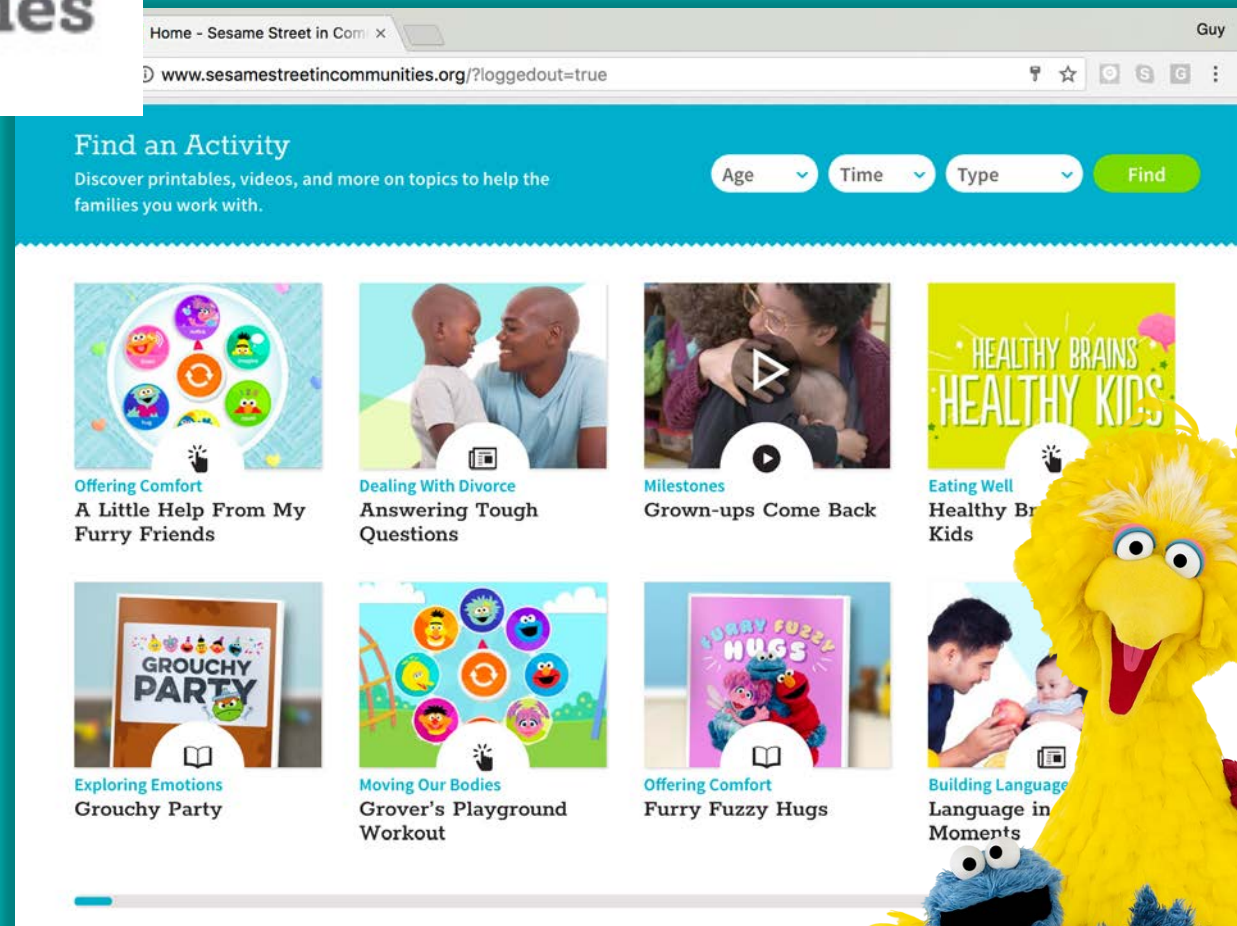 Home - Sesame Street in Com
Guy
www.sesamestreetincommunities.org/?loggedout=true
Find an Activity
Discover printables, videos, and more on topics to help the
families you work with.
Age
Time
Type
Find
HEALTHY BRAINS
HEALTHY KIDS
Offering Comfort
A Little Help From My
Furry Friends
Dealing With Divorce
Answering Tough
Questions
Milestones
Grown-ups Come Back
Eating Well
Healthy
Kids
GROUCHY
PARTY
FURRY FUZZY
HUGS
Exploring Emotions
Grouchy Party
Moving Our Bodies
Grover's Playground
Workout
Offering Comfort
Furry Fuzzy Hugs
Building Language
Language in
Moments